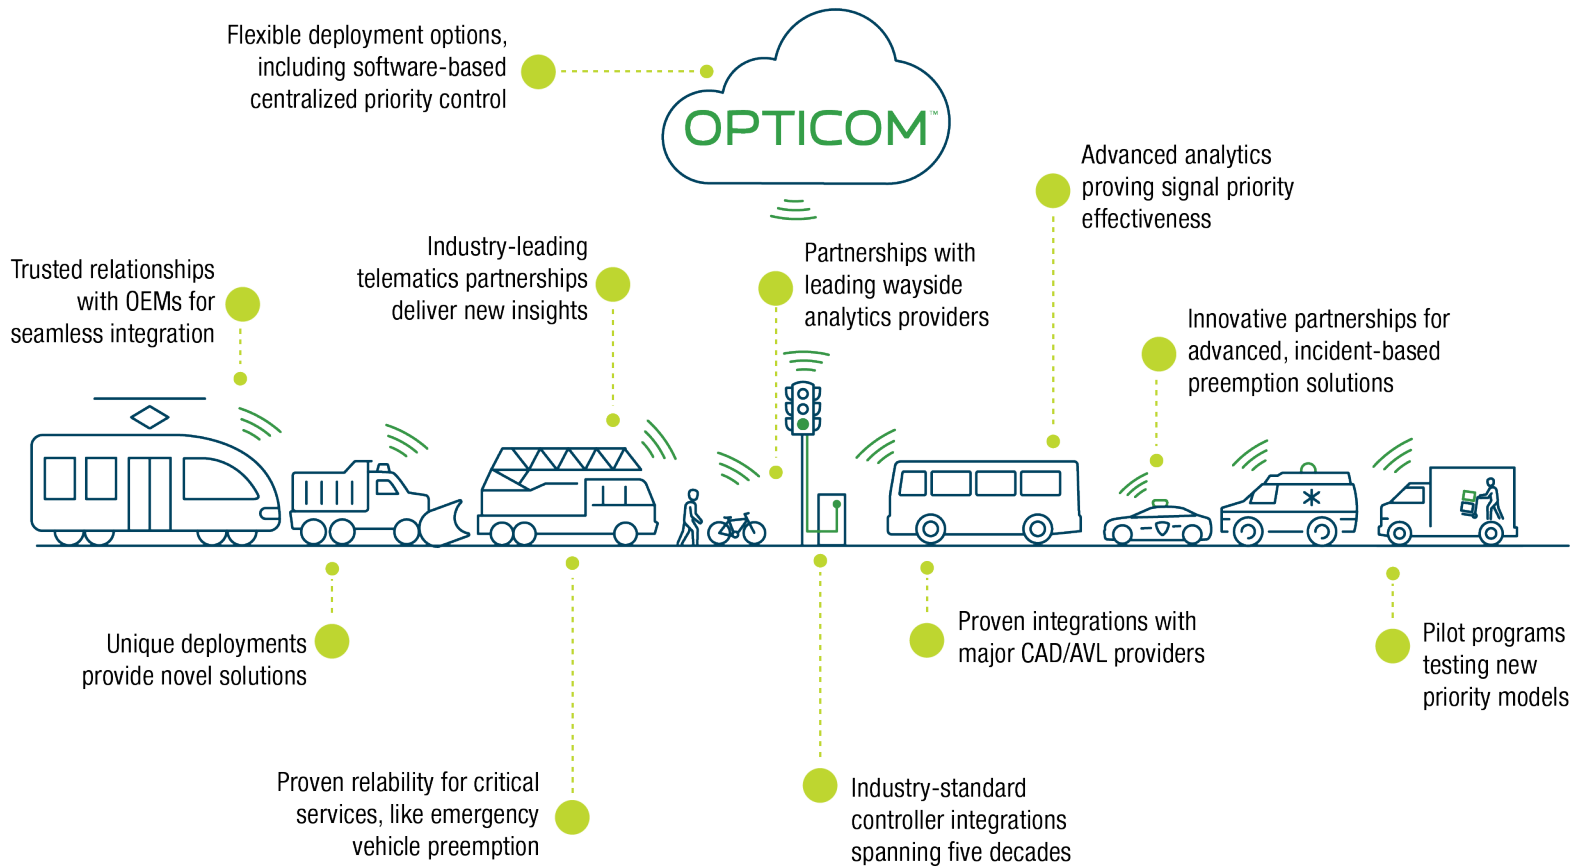 Flexible deployment options,
including software-based
centralized priority control
OPTICOM™
Advanced analytics
proving signal priority
effectiveness
Industry-leading
telematics partnerships
deliver new insights
Partnerships with
leading wayside
analytics providers
Trusted relationships
with OEMs for
seamless integration
Innovative partnerships for
advanced, incident-based
preemption solutions
Unique deployments
provide novel solutions
Proven integrations with
major CAD/AVL providers
Pilot programs
testing new
priority models
Proven relability for critical
services, like emergency
vehicle preemption
Industry-standard
controller integrations
spanning five decades